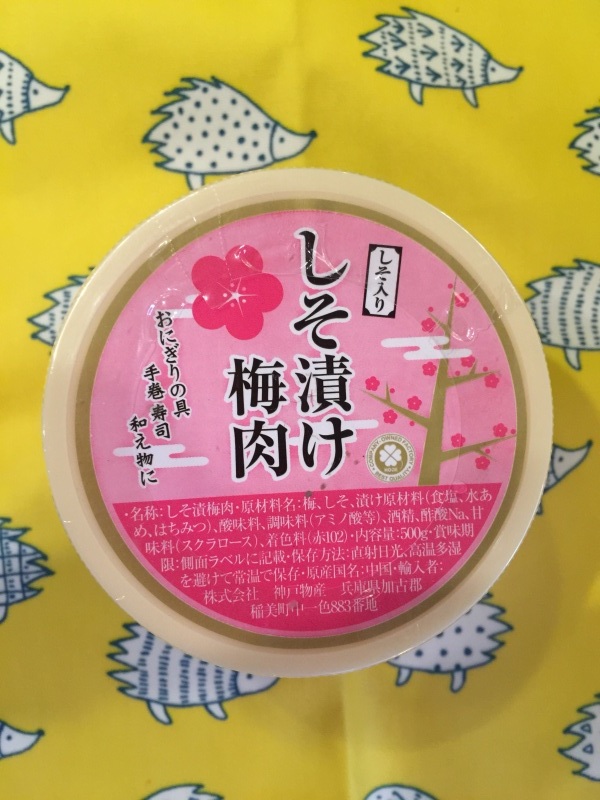 しそ入り
しそ漬け
梅肉
おにぎりの具
手巻寿司
和え物に
・名称:しそ漬梅肉・原材料名:梅、しそ、漬け原材料(食塩、水あ
め、はちみつ)、酸味料、調味料(アミノ酸等)、酒精、酢酸Na、甘
味料(スクラロース)、着色料(赤102)・内容量:500g・賞味期
限:側面ラベルに記載・保存方法:直射日光、高温多湿
を避けて常温で保存・原産国名:中国・輸入者:
株式会社 神戸物産 兵庫県加古郡
稲美町中一色883番地